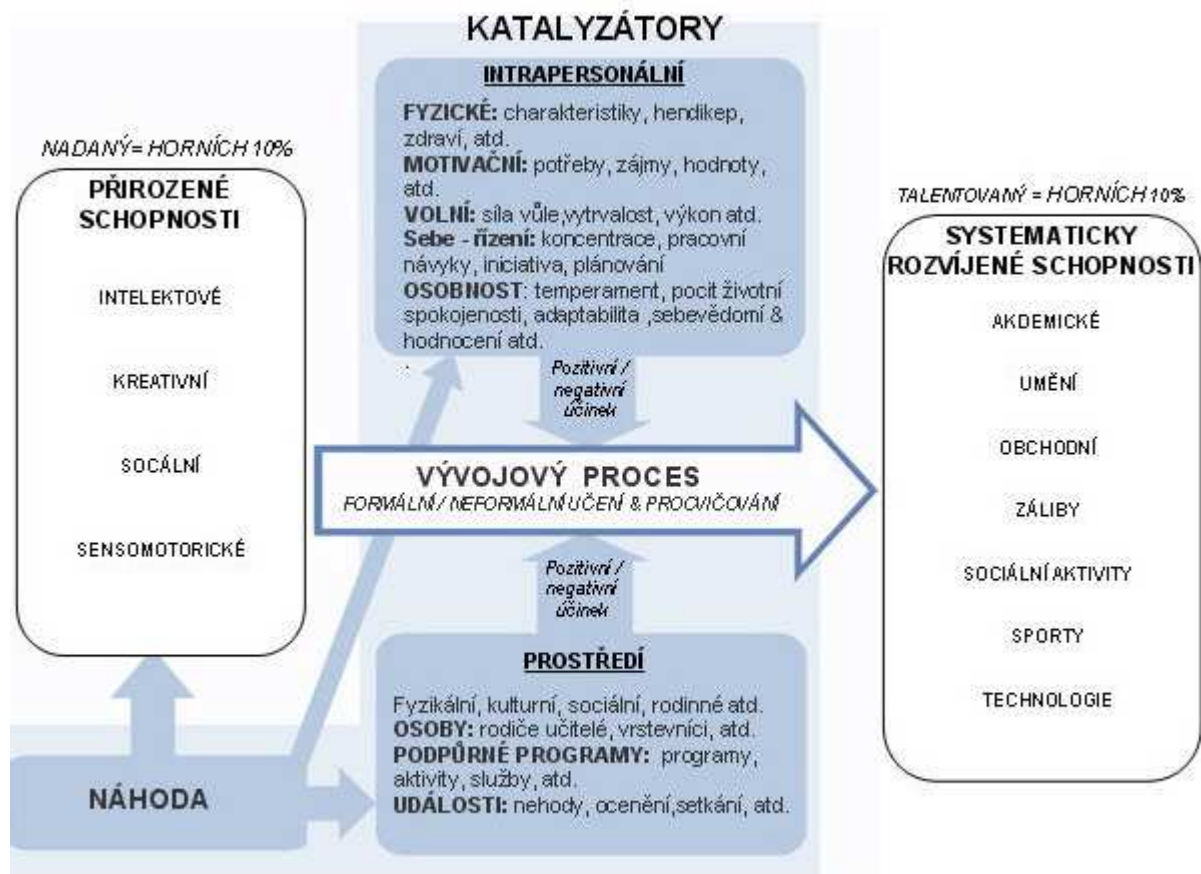 KATALYZÁTORY
INTRAPERSONÁLNÍ
FYZICKÉ: charakteristiky, hendikep,
zdraví, atd.
MOTIVAČNÍ: potřeby, zájmy, hodnoty,
atd.
VOLNÍ: síla vůle,vytrvalost, výkon atd.
Sebe - řízení: koncentrace, pracovní
návyky, iniciativa, plánování
OSOBNOST: temperament, pocit životní
spokojenosti, adaptabilita ,sebevědomí &
hodnocení atd.
.
NADANÝ= HORNÍCH 10%
PŘIROZENÉ
SCHOPNOSTI
INTELEKTOVÉ
KREATIVNÍ
SOCÁLNÍ
SENSOMOTORICKÉ
Pozitivní /
negativní
účinek
VÝVOJOVÝ PROCES
FORMÁLNÍ / NEFORMÁLNÍ UČENÍ & PROCVIČOVÁNÍ
Pozitivní /
negativní
účinek
PROSTŘEDÍ
Fyzikální, kulturní, sociální, rodinné atd.
OSOBY: rodiče učitelé, vrstevníci, atd.
PODPŮRNÉ PROGRAMY: programy,
aktivity, služby, atd.
UDÁLOSTI: nehody, ocenění,setkání, atd.
NÁHODA
TALENTOVANÝ = HORNÍCH 10%
SYSTEMATICKY
ROZVÍJENÉ SCHOPNOSTI
AKDEMICKÉ
UMĚNÍ
OBCHODNÍ
ZÁLIBY
SOCIÁLNÍ AKTIVITY
SPORTY
TECHNOLOGIE